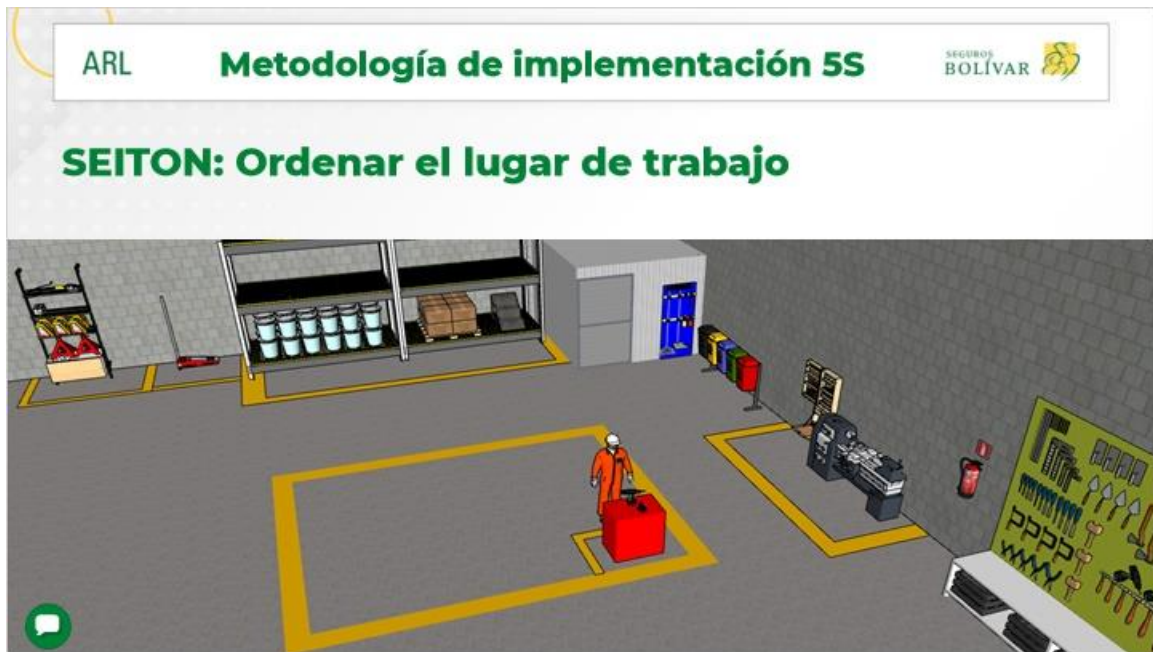 ARL
Metodología de implementación 5S
SEGUROS
BOLÍVAR
SEITON: Ordenar el lugar de trabajo